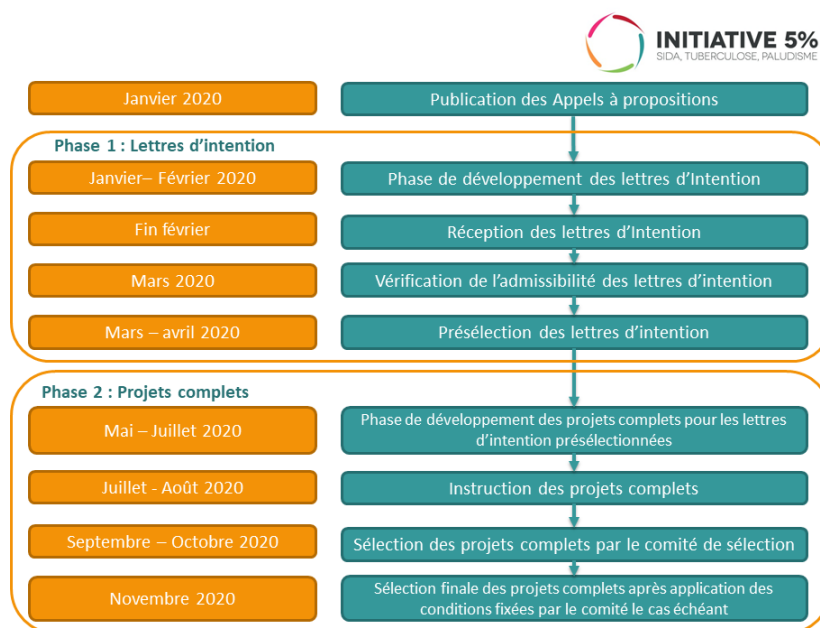 INITIATIVE 5%
SIDA, TUBERCULOSE, PALUDISME
Janvier 2020
Publication des Appels à propositions
Phase 1 : Lettres d'intention
Janvier– Février 2020
Phase de développement des lettres d'Intention
Fin février
Réception des lettres d'Intention
Mars 2020
Vérification de l'admissibilité des lettres d'intention
Mars – avril 2020
Présélection des lettres d'intention
Phase 2 : Projets complets
Mai – Juillet 2020
Phase de développement des projets complets pour les lettres
d'intention présélectionnées
Juillet - Août 2020
Instruction des projets complets
Septembre – Octobre 2020
Sélection des projets complets par le comité de sélection
Novembre 2020
Sélection finale des projets complets après application des
conditions fixées par le comité le cas échéant